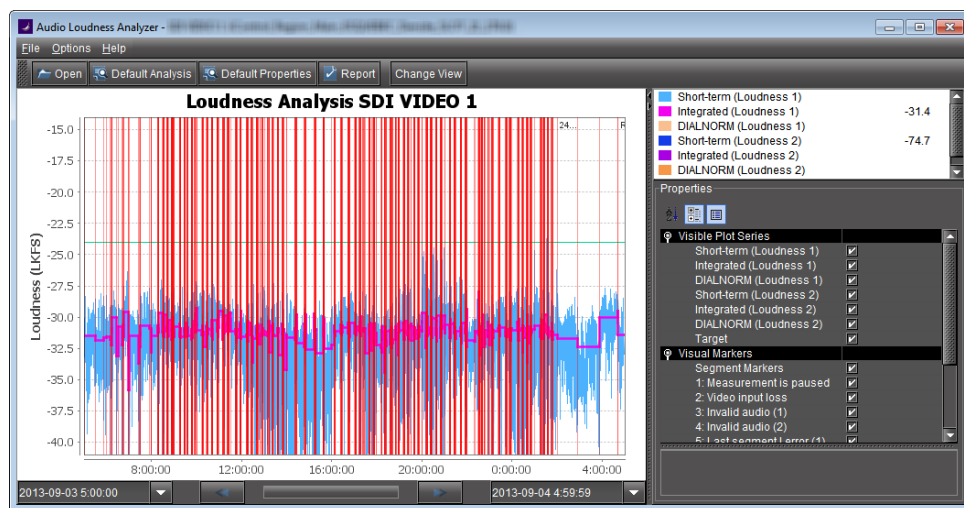 Audio Loudness Analyzer -
File Options Help
Open Default Analysis Default Properties Report Change View
Loudness Analysis SDI VIDEO 1
Loudness (LKFS)
-15.0
-17.5
-20.0
-22.5
-25.0
-27.5
-30.0
-32.5
-35.0
-37.5
-40.0
24...
R
8:00:00 12:00:00 16:00:00 20:00:00 0:00:00 4:00:00
2013-09-03 5:00:00
2013-09-04 4:59:59
Short-term (Loudness 1)
Integrated (Loudness 1) -31.4
DIALNORM (Loudness 1)
Short-term (Loudness 2) -74.7
Integrated (Loudness 2)
DIALNORM (Loudness 2)
Properties
Visible Plot Series
Short-term (Loudness 1)
Integrated (Loudness 1)
DIALNORM (Loudness 1)
Short-term (Loudness 2)
Integrated (Loudness 2)
DIALNORM (Loudness 2)
Target
Visual Markers
Segment Markers
1: Measurement is paused
2: Video input loss
3: Invalid audio (1)
4: Invalid audio (2)
5: Last segment I error (1)